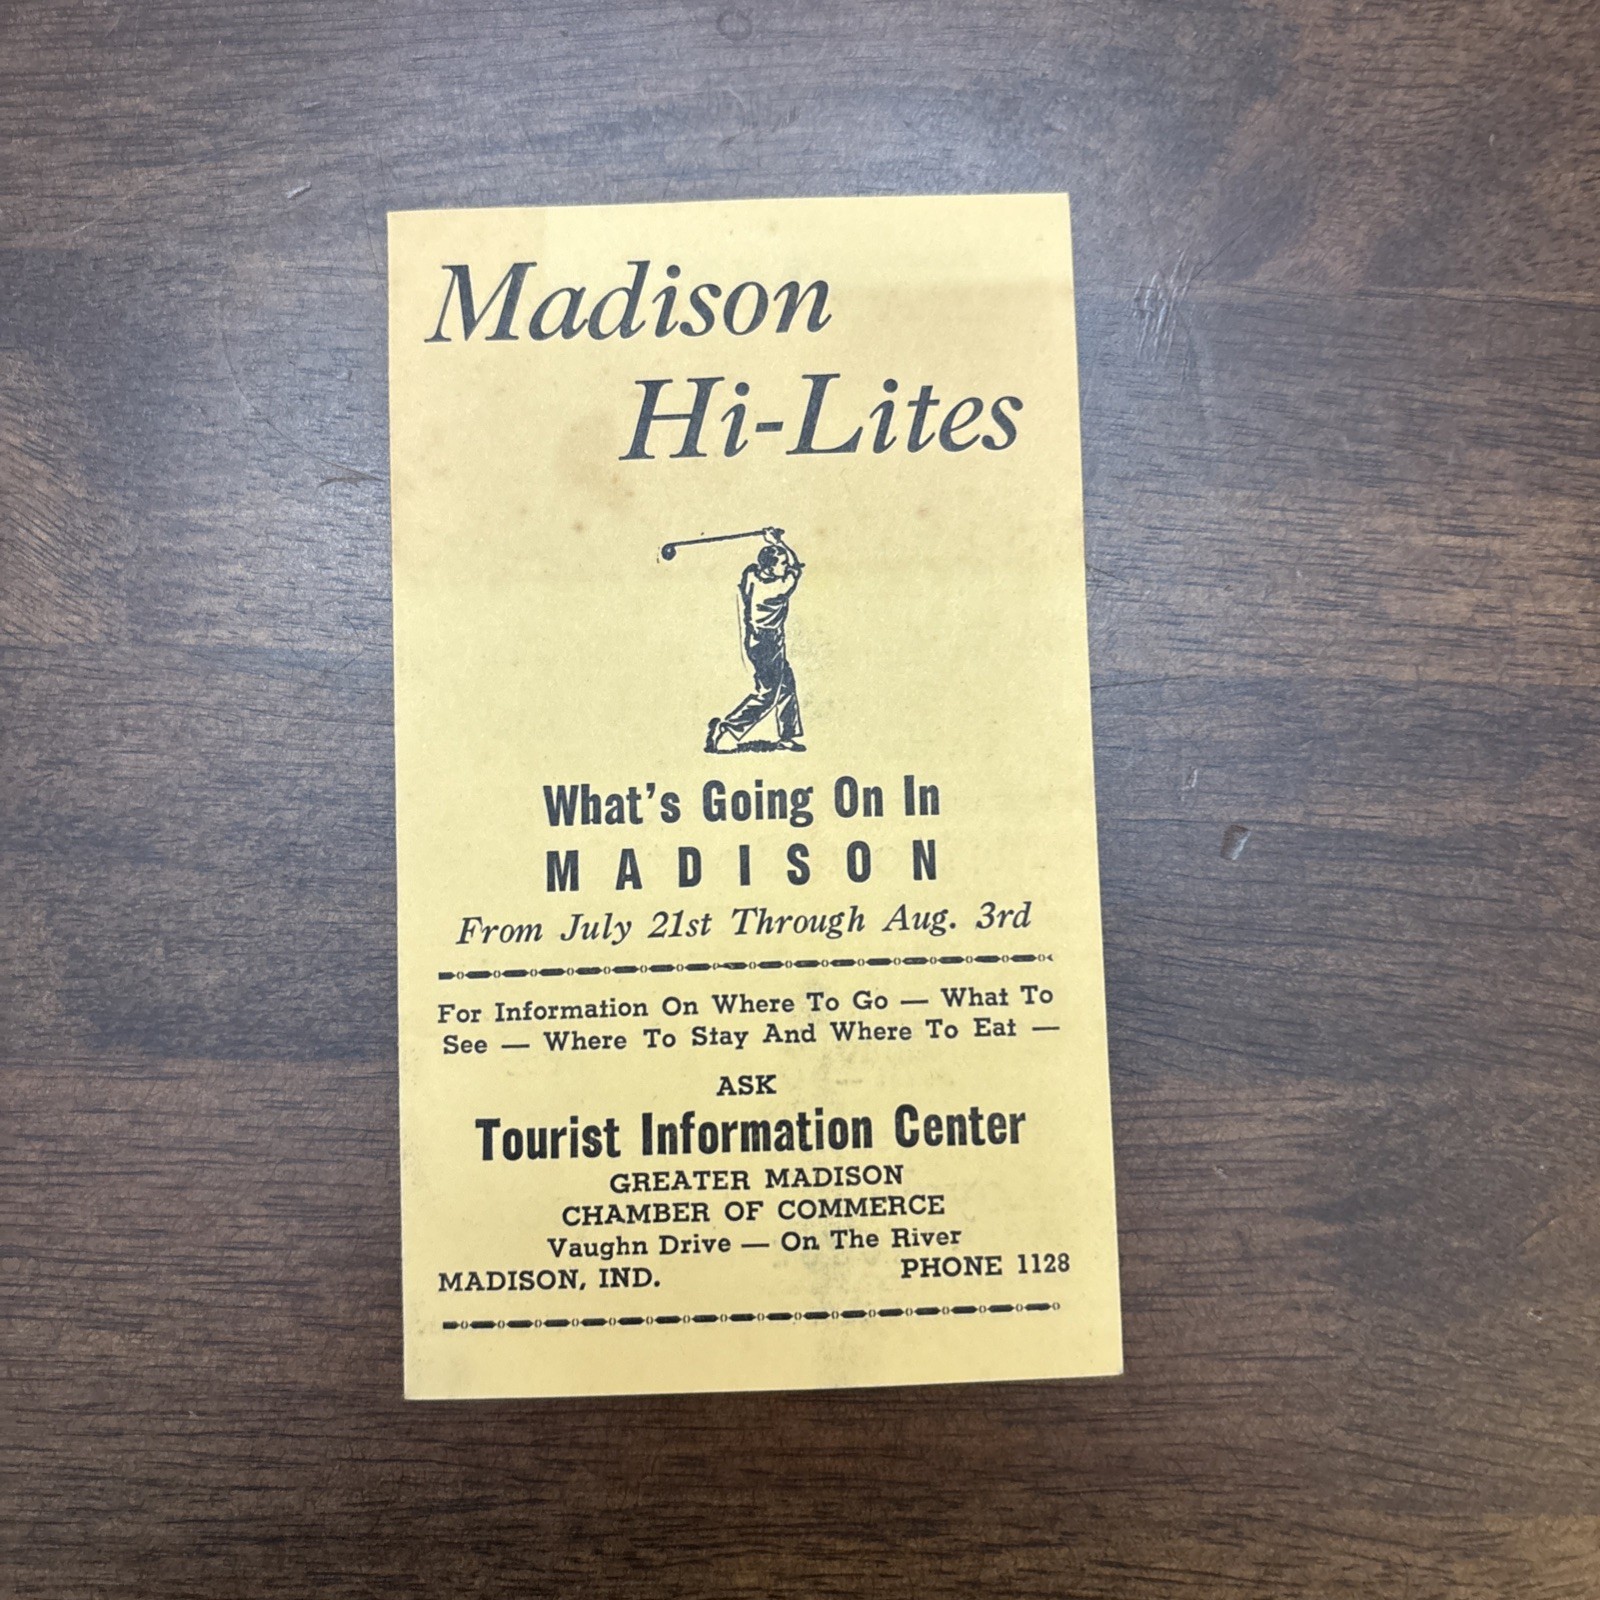 Madison
Hi-Lites
What's Going On In
MADISON
From July 21st Through Aug. 3rd
For Information On Where To Go — What To
See — Where To Stay And Where To Eat —
ASK
Tourist Information Center
GREATER MADISON
CHAMBER OF COMMERCE
Vaughn Drive — On The River
MADISON, IND. PHONE 1128